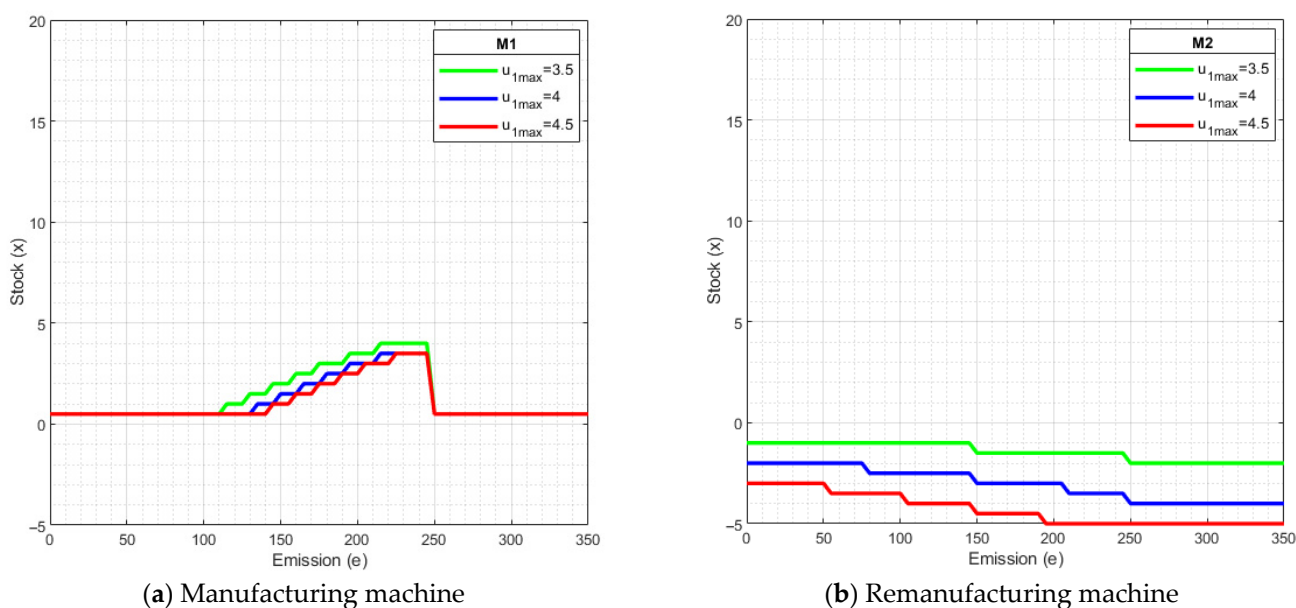 20
15
10
5
0
−5
Stock (x)
0 50 100 150 200 250 300 350
Emission (e)
M1
u1max=3.5
u1max=4
u1max=4.5
(a) Manufacturing machine
20
15
10
5
0
−5
Stock (x)
0 50 100 150 200 250 300 350
Emission (e)
M2
u1max=3.5
u1max=4
u1max=4.5
(b) Remanufacturing machine